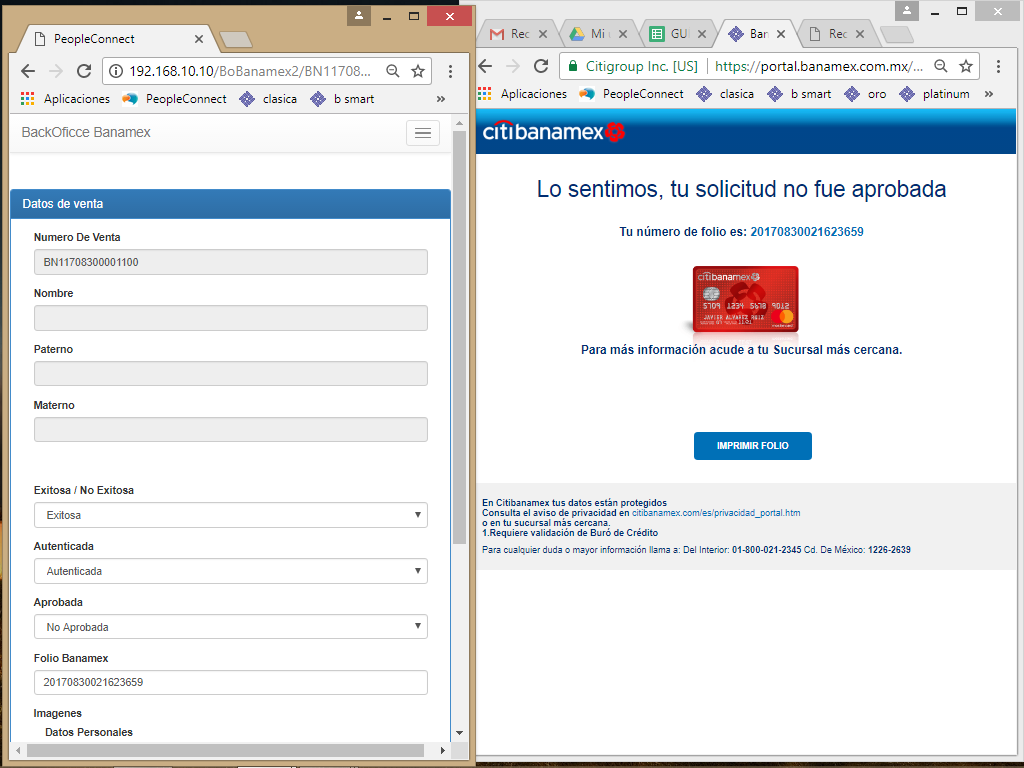 PeopleConnect
192.168.10.10/BoBanamex2/BN11708...
Aplicaciones PeopleConnect clasica b smart »
BackOficce Banamex
Datos de venta
Numero De Venta
BN11708300001100
Nombre
Paterno
Materno
Exitosa / No Exitosa
Exitosa
Autenticada
Autenticada
Aprobada
No Aprobada
Folio Banamex
20170830021623659
Imagenes
Datos Personales
Rec Mi GU Ban Rec
Citigroup Inc. [US] https://portal.banamex.com.mx/...
Aplicaciones PeopleConnect clasica b smart oro platinum »
citibanamex
Lo sentimos, tu solicitud no fue aprobada
Tu número de folio es: 20170830021623659
citibanamex
5709 1234 5678 9012
JAVIER ALVAREZ RUIZ
Para más información acude a tu Sucursal más cercana.
IMPRIMIR FOLIO
En Citibanamex tus datos están protegidos
Consulta el aviso de privacidad en citibanamex.com/es/privacidad_portal.htm
o en tu sucursal más cercana.
1.Requiere validación de Buró de Crédito
Para cualquier duda o mayor información llama a: Del Interior: 01-800-021-2345 Cd. De México: 1226-2639